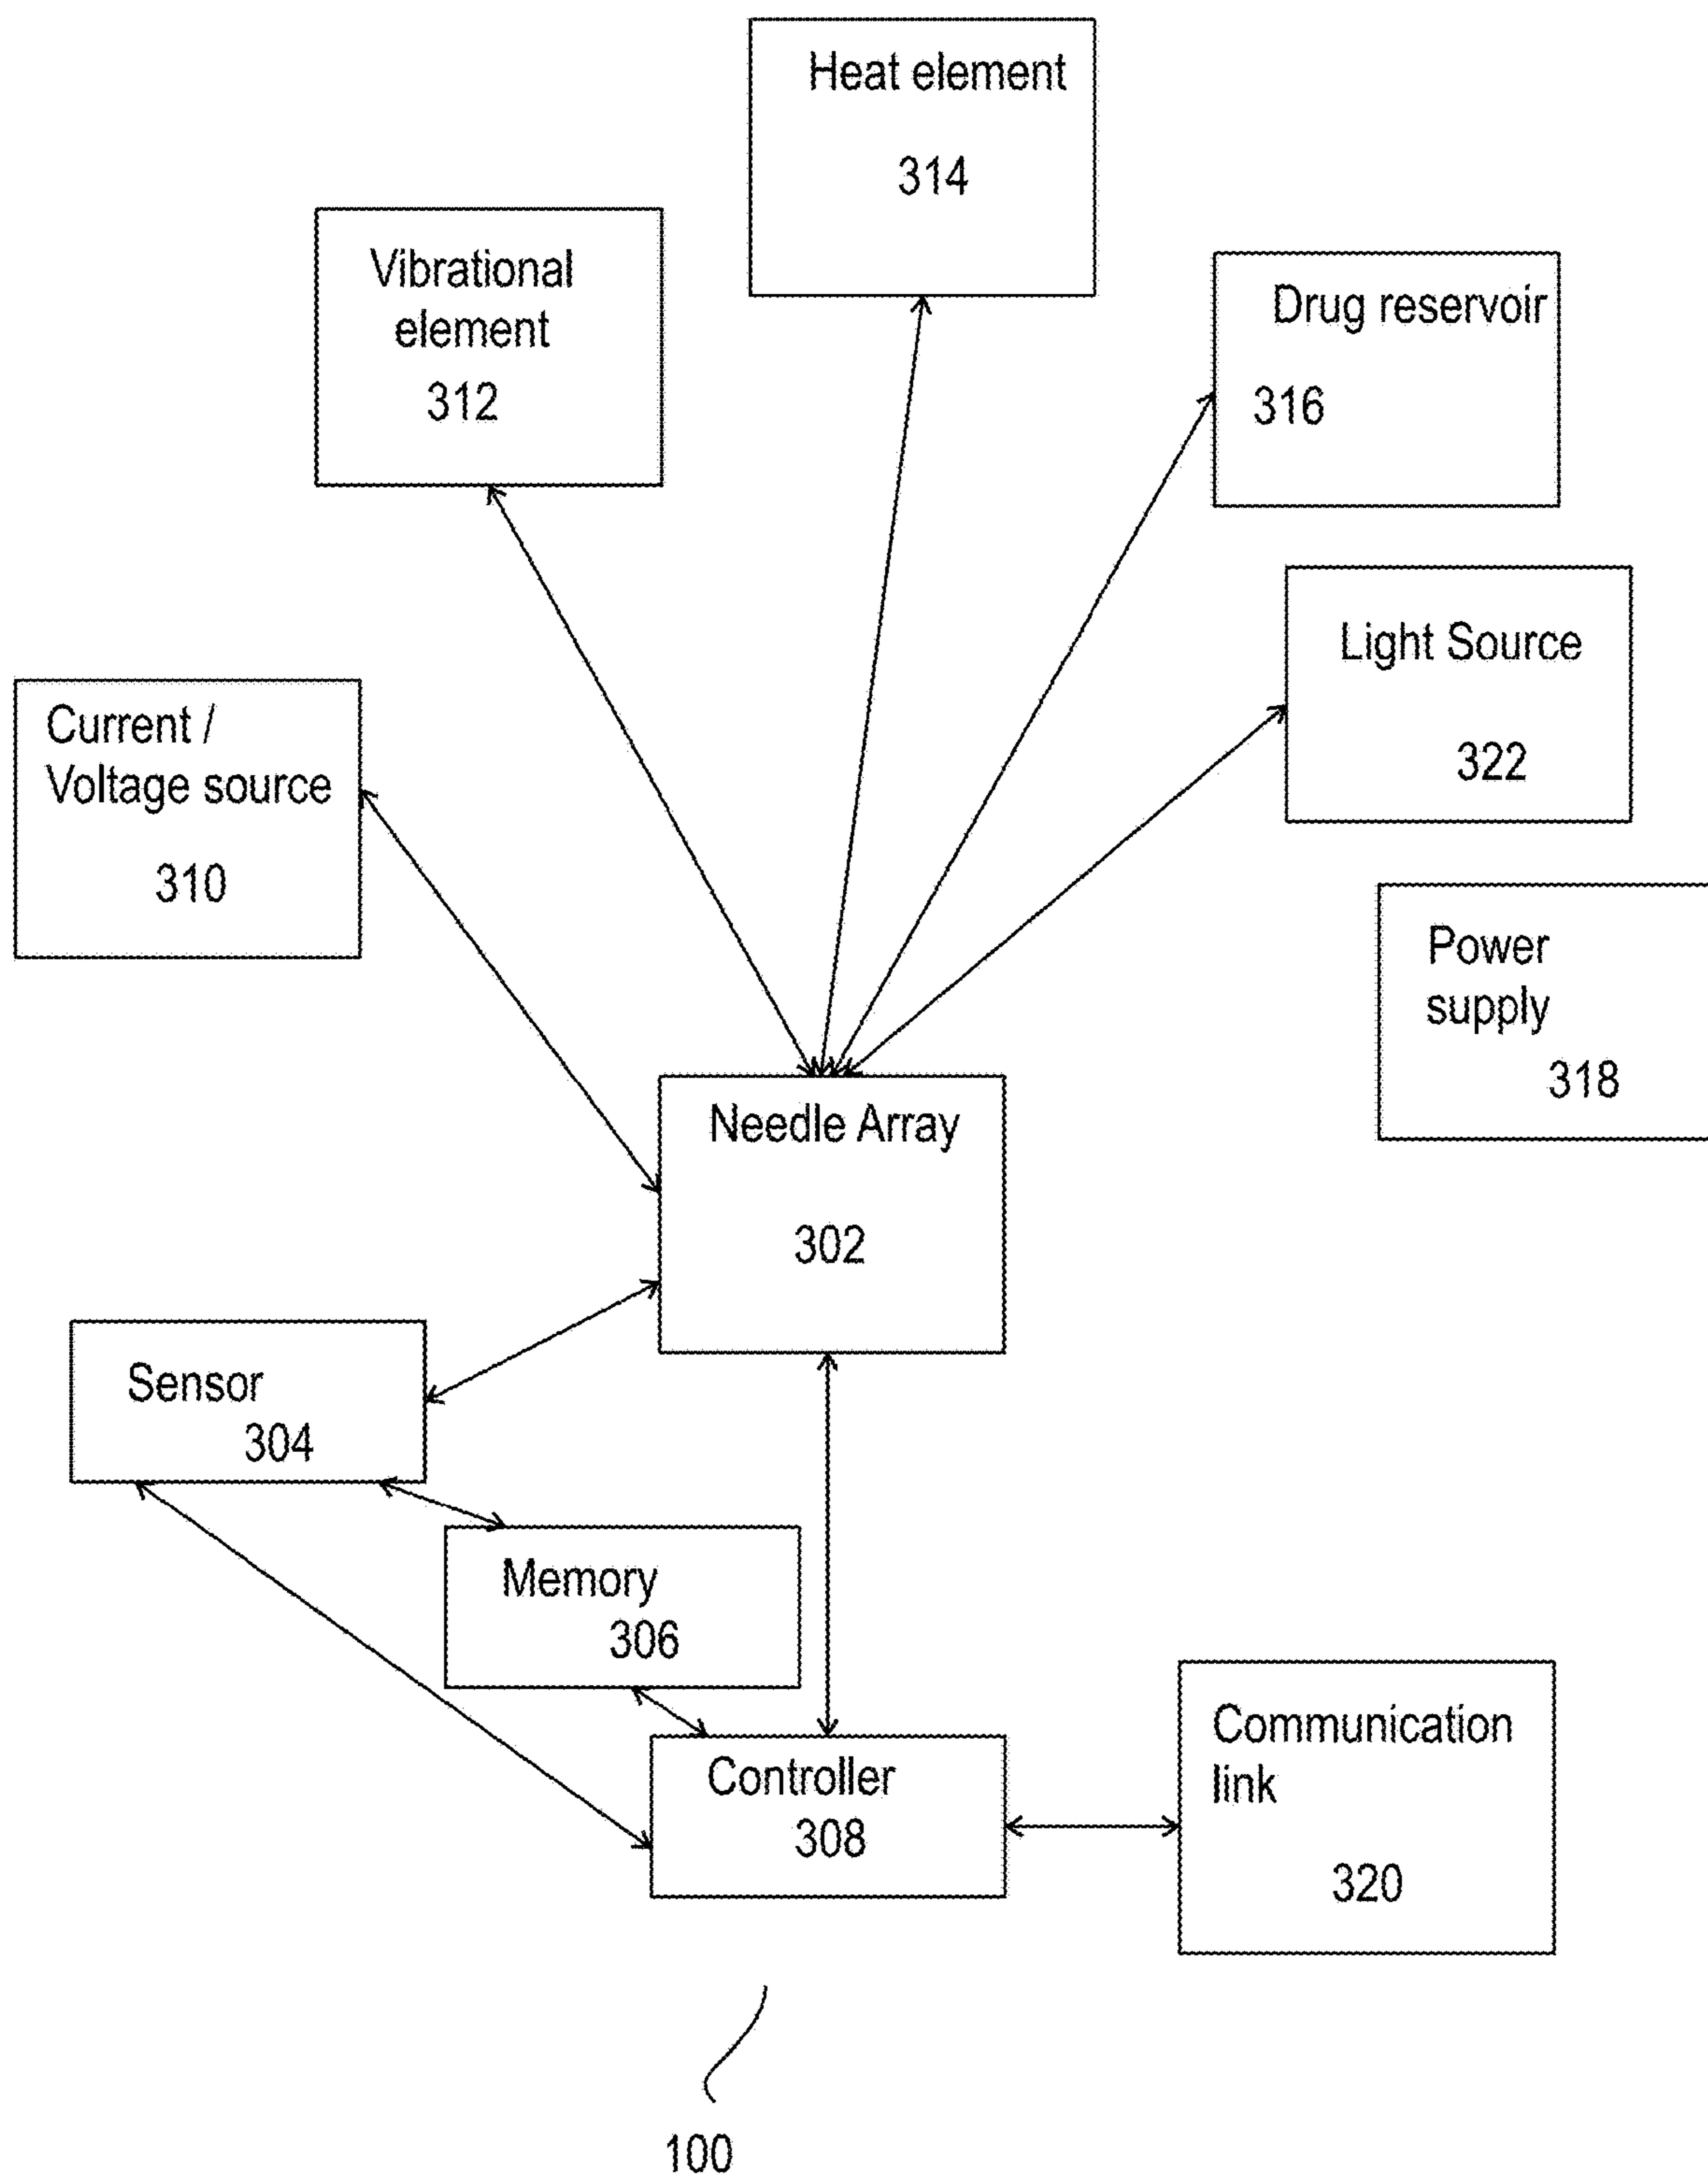 Heat element
314
Vibrational
element
312
Drug reservoir
316
Light Source
322
Current /
Voltage source
310
Power
supply
318
Needle Array
302
Sensor
304
Memory
306
Controller
308
Communication
link
320
100